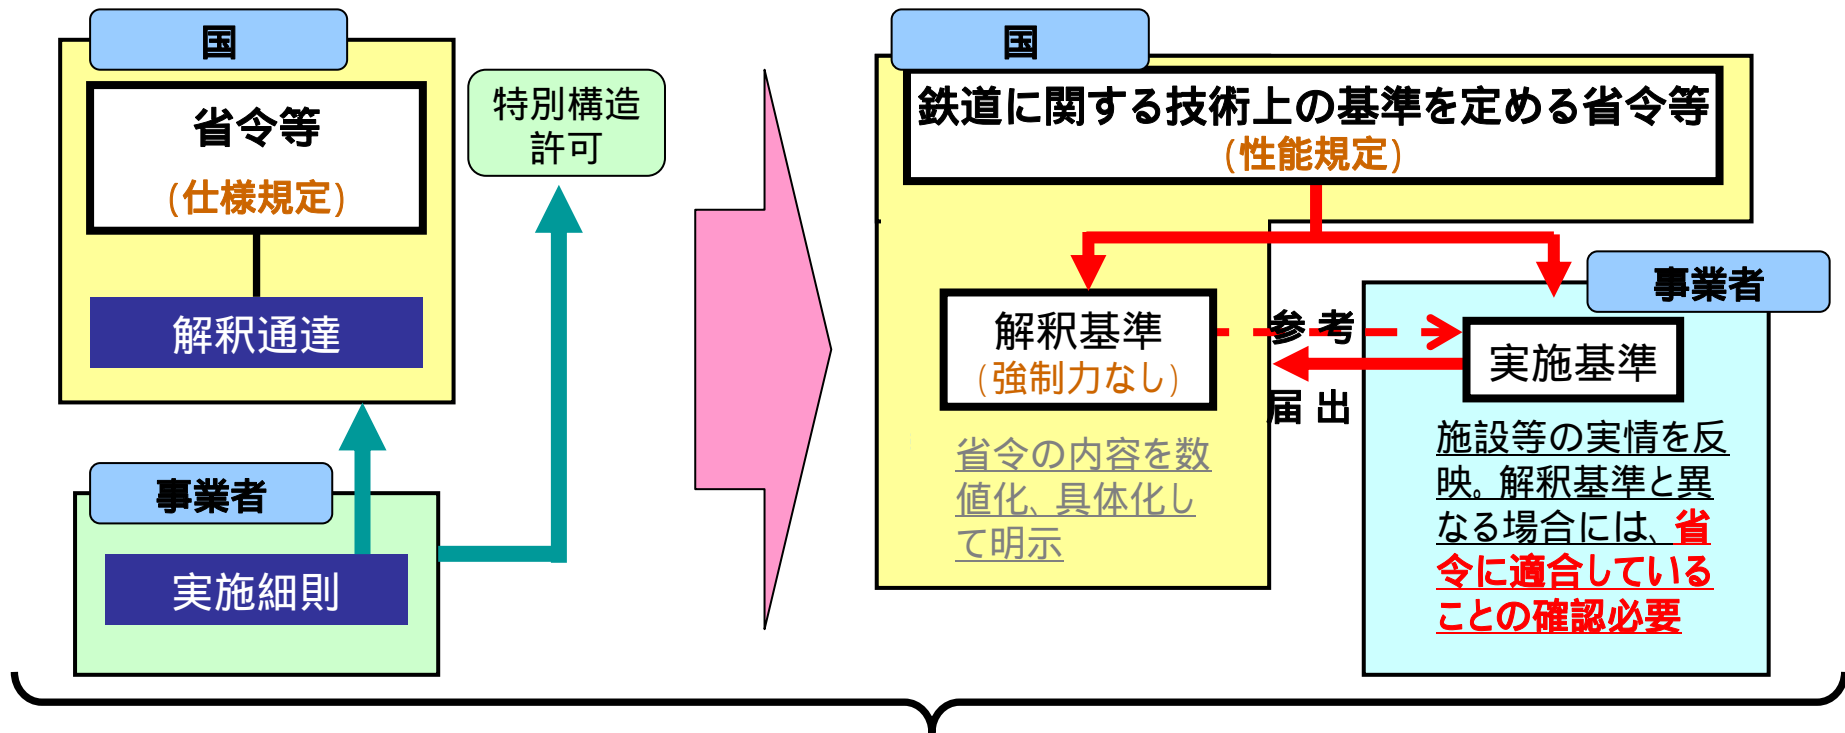 国
省令等
(仕様規定)
解釈通達
特別構造
許可
事業者
実施細則
国
鉄道に関する技術上の基準を定める省令等
(性能規定)
解釈基準
(強制力なし)
省令の内容を数
値化、具体化し
て明示
参 考
届 出
事業者
実施基準
施設等の実情を反
映。解釈基準と異
なる場合には、省
令に適合している
ことの確認必要